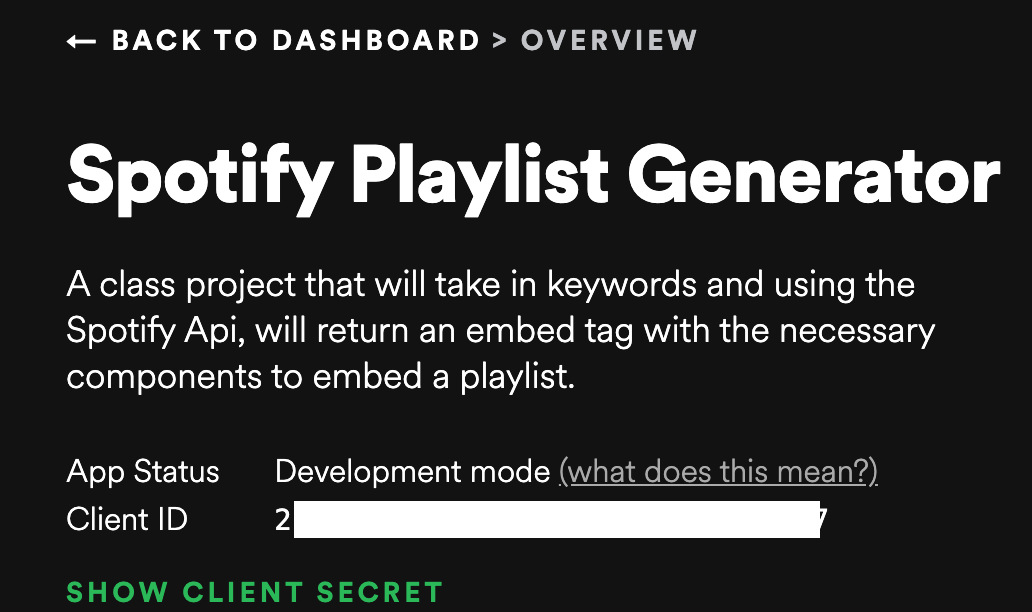 ← BACK TO DASHBOARD > OVERVIEW
Spotify Playlist Generator
A class project that will take in keywords and using the
Spotify Api, will return an embed tag with the necessary
components to embed a playlist.
App Status Development mode (what does this mean?)
Client ID 2 7
SHOW CLIENT SECRET